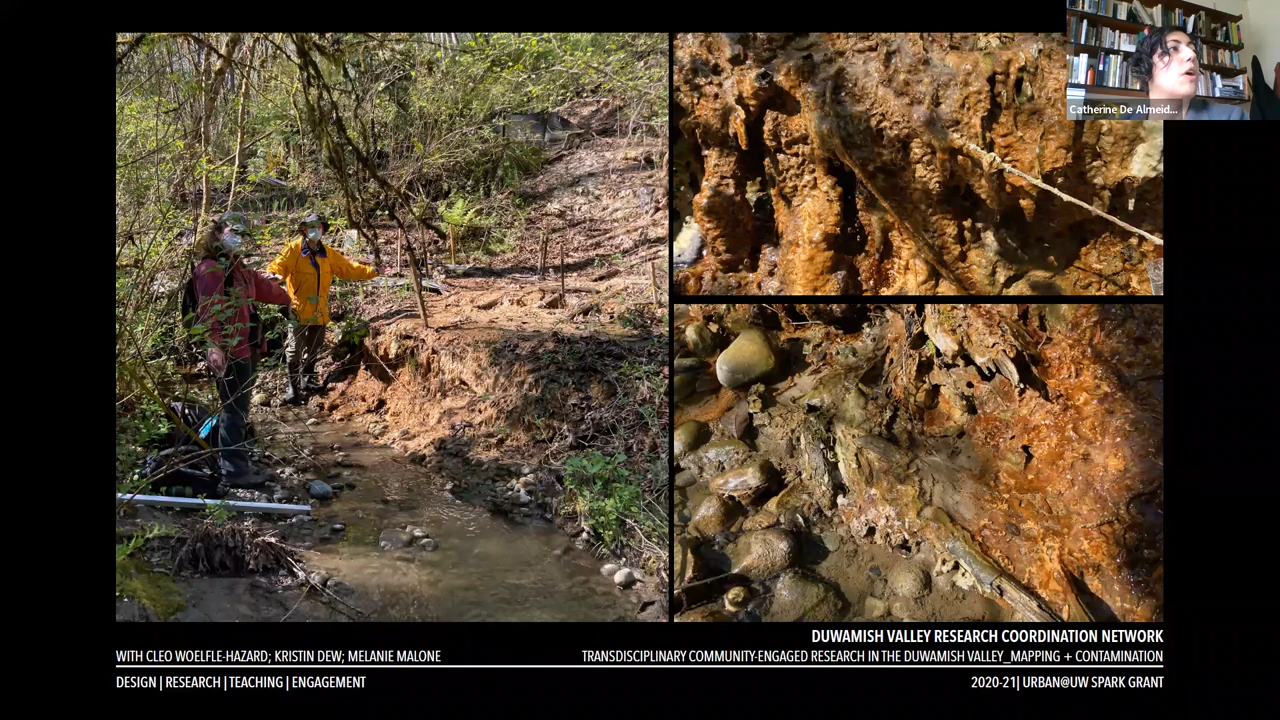 Catherine De Almeid...
DUWAMISH VALLEY RESEARCH COORDINATION NETWORK
WITH CLEO WOELFLE-HAZARD; KRISTIN DEW; MELANIE MALONE
TRANSDISCIPLINARY COMMUNITY-ENGAGED RESEARCH IN THE DUWAMISH VALLEY_MAPPING + CONTAMINATION
DESIGN | RESEARCH | TEACHING | ENGAGEMENT
2020-21| URBAN@UW SPARK GRANT